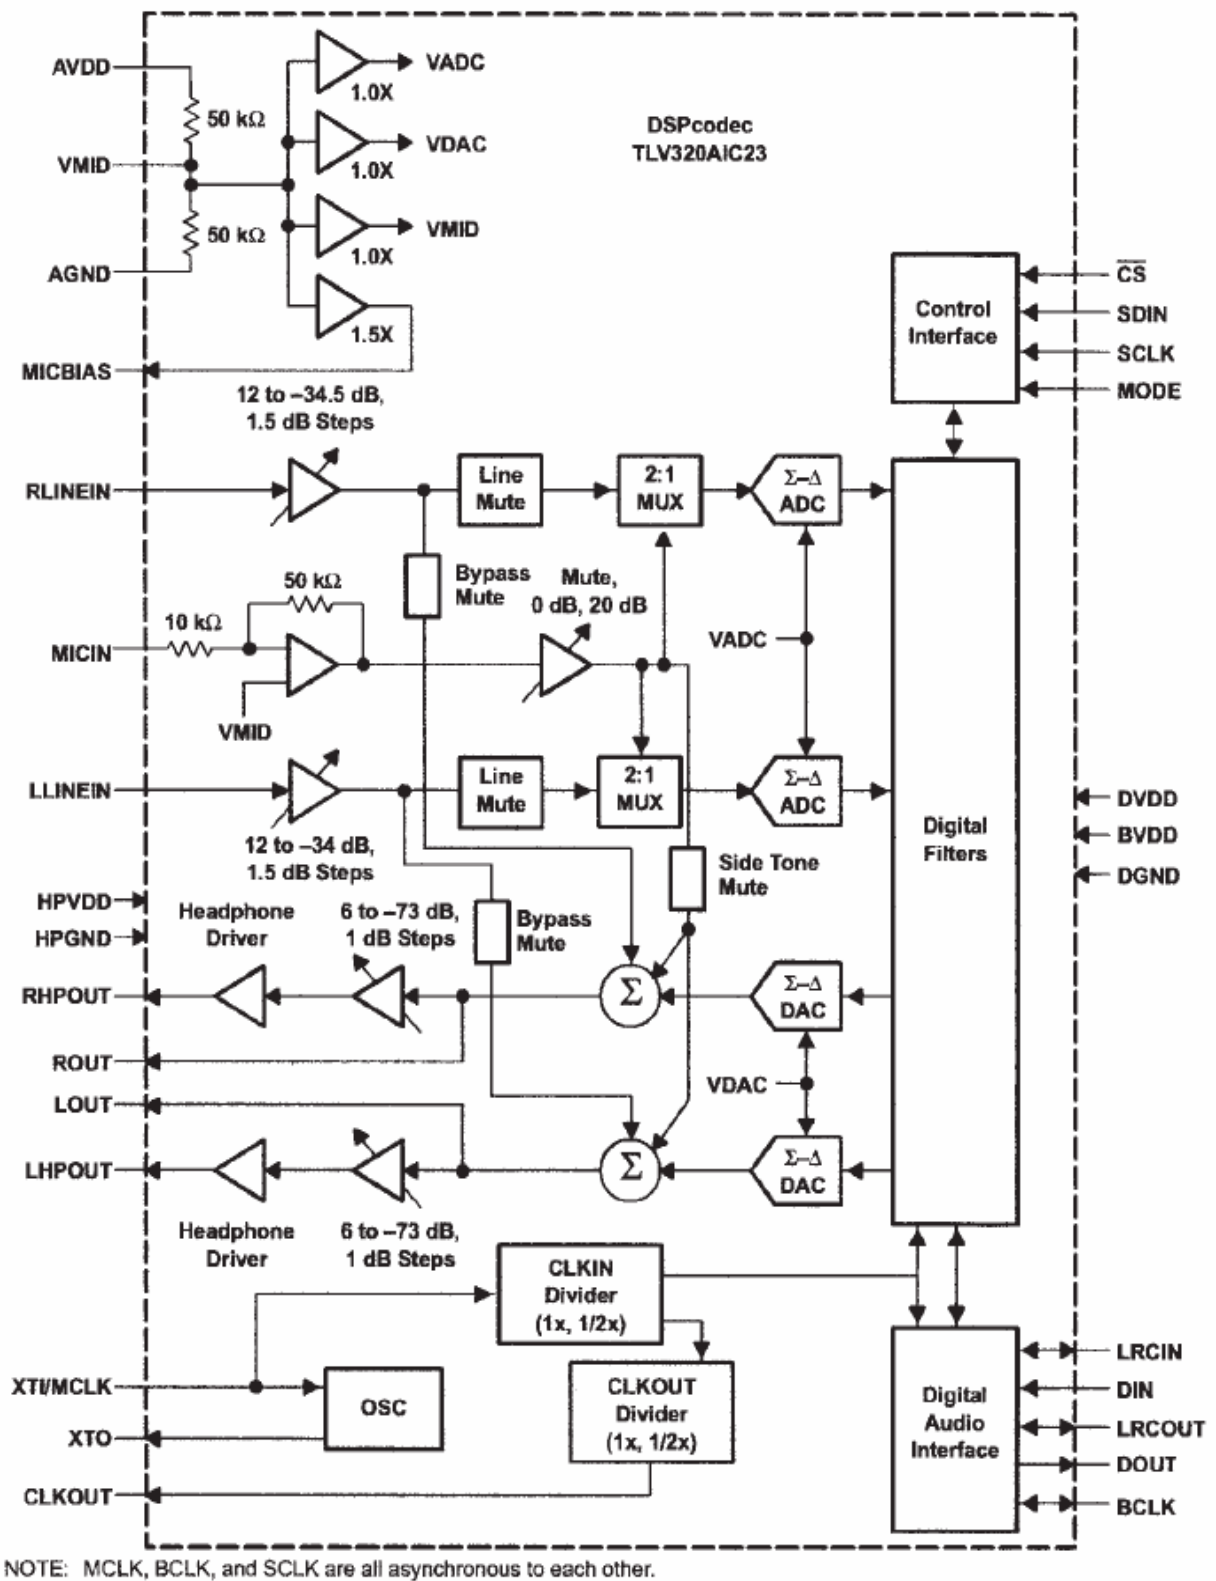 AVDD
50 kΩ
VMID
50 kΩ
AGND
VADC
1.0X
VDAC
1.0X
VMID
1.0X
1.5X
MICBIAS
DSPcodec
TLV320AIC23
Control
Interface
CS
SDIN
SCLK
MODE
12 to –34.5 dB,
1.5 dB Steps
RLINEIN
Line
Mute
2:1
MUX
Σ–Δ
ADC
Bypass
Mute
50 kΩ
10 kΩ
MICIN
VMID
Mute,
0 dB, 20 dB
VADC
LLINEIN
12 to –34 dB,
1.5 dB Steps
Line
Mute
2:1
MUX
Σ–Δ
ADC
Digital
Filters
DVDD
BVDD
DGND
Side Tone
Mute
HPVDD
HPGND
Headphone
Driver
6 to –73 dB,
1 dB Steps
Bypass
Mute
RHPOUT
Σ
Σ–Δ
DAC
ROUT
VDAC
LOUT
LHPOUT
Σ
Σ–Δ
DAC
Headphone
Driver
6 to –73 dB,
1 dB Steps
CLKIN
Divider
(1x, 1/2x)
XTI/MCLK
OSC
XTO
CLKOUT
Divider
(1x, 1/2x)
CLKOUT
Digital
Audio
Interface
LRCIN
DIN
LRCOUT
DOUT
BCLK
NOTE: MCLK, BCLK, and SCLK are all asynchronous to each other.